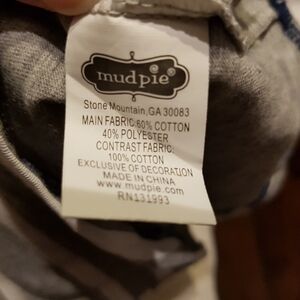 mudpie®
Stone Mountain, GA 30083
MAIN FABRIC: 60% COTTON
40% POLYESTER
CONTRAST FABRIC:
100% COTTON
EXCLUSIVE OF DECORATION
MADE IN CHINA
www.mudpie.com
RN131993